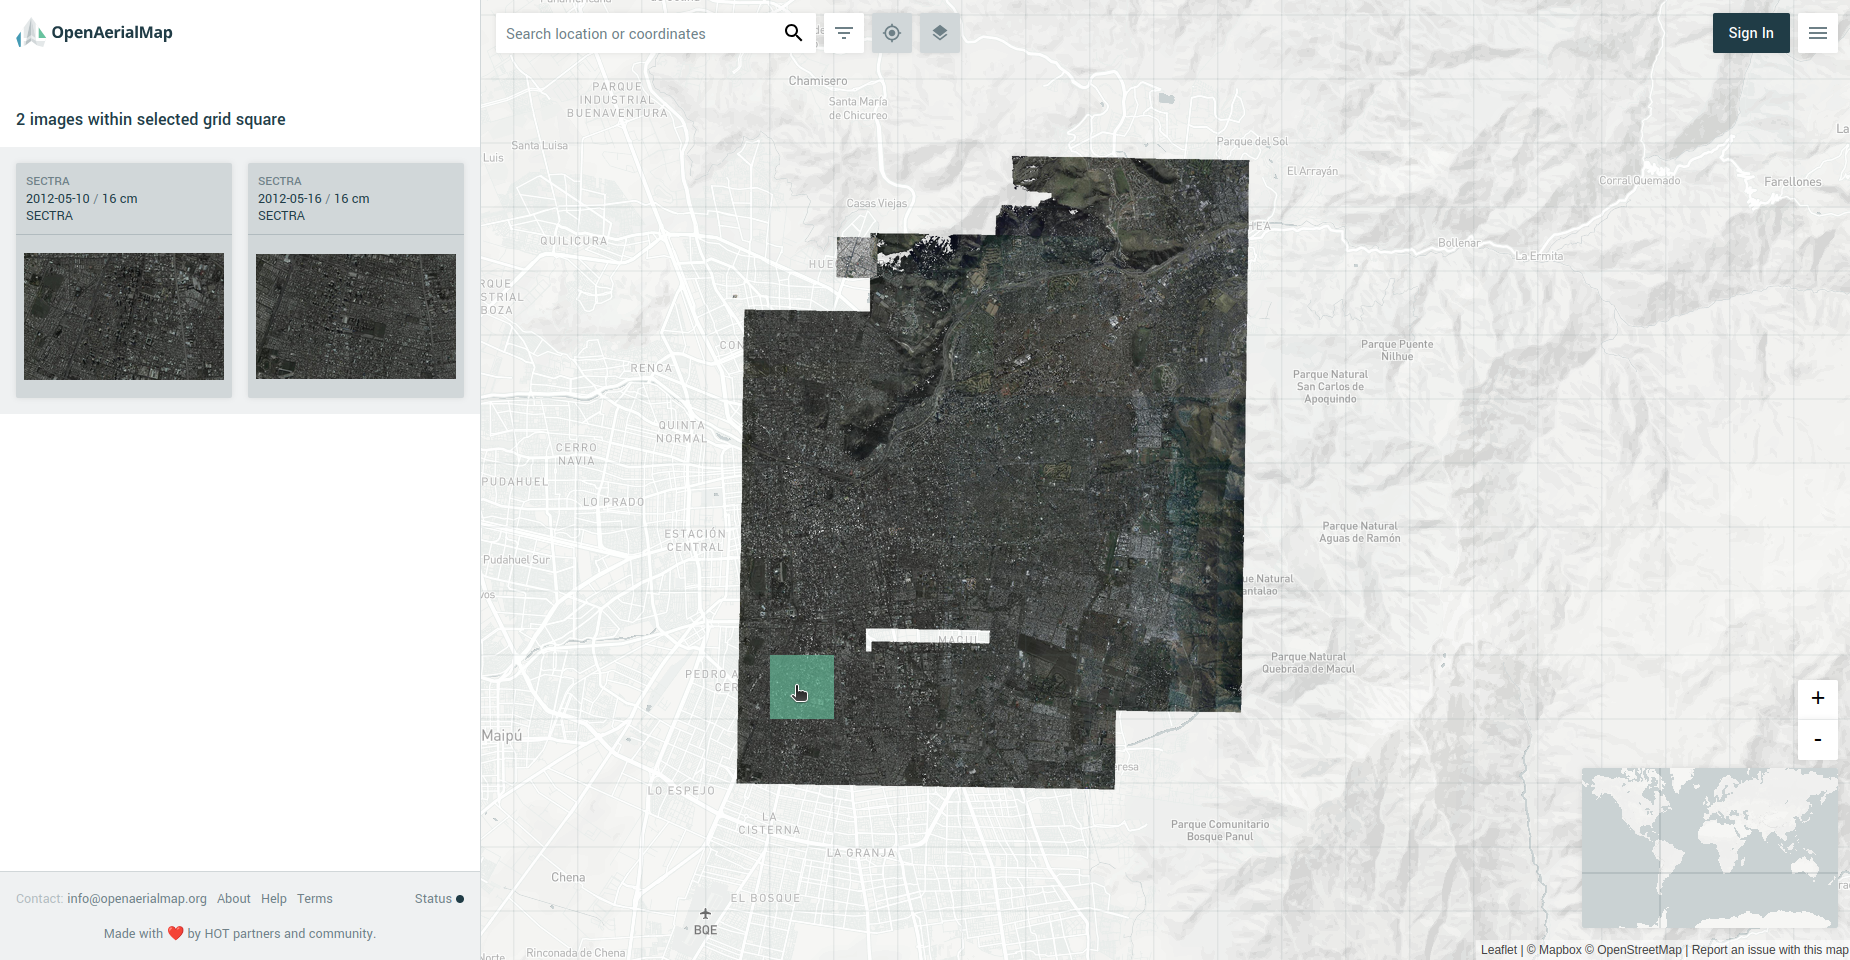 OpenAerialMap
Search location or coordinates
Sign In
2 images within selected grid square
SECTRA
2012-05-10 / 16 cm
SECTRA
SECTRA
2012-05-16 / 16 cm
SECTRA
Chamisero
PARQUE
INDUSTRIAL
BUENAVENTURA
Santa María
de Chicureo
Santa Luisa
Luis
Parque del Sol
El Arrayán
Corral Quemado
Farellones
La
Casas Viejas
QUILICURA
HUE
EA
Bollenar
La Ermita
RQUE
STRIAL
BOZA
CON
RENCA
Parque Puente
Nilhue
Parque Natural
San Carlos de
Apoquindo
QUINTA
NORMAL
CERRO
NAVIA
PUDAHUEL
LO PRADO
ESTACIÓN
CENTRAL
Parque Natural
Aguas de Ramón
Pudahuel Sur
ue Natural
antalao
vos
MACUL
PEDRO A
CER
Parque Natural
Quebrada de Macul
Maipú
eresa
LO ESPEJO
LA
CISTERNA
Parque Comunitario
Bosque Panul
LA GRANJA
Chena
EL BOSQUE
BQE
Rinconada de Chena
Norte
+
-
Contact: info@openaerialmap.org About Help Terms
Status
Made with ❤️ by HOT partners and community.
Leaflet | © Mapbox © OpenStreetMap | Report an issue with this map